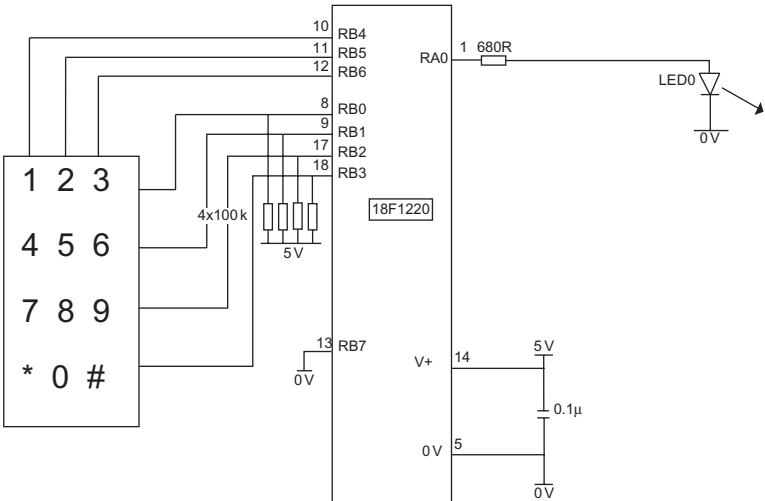 10
RB4
11
RB5
12
RB6
8
RB0
9
RB1
17
RB2
18
RB3
1
680R
RA0
LED0
0V
1 2 3
4 5 6
7 8 9
* 0 #
4x100k
5V
18F1220
13
RB7
0V
V+
14
5V
0.1µ
0V
5
0V